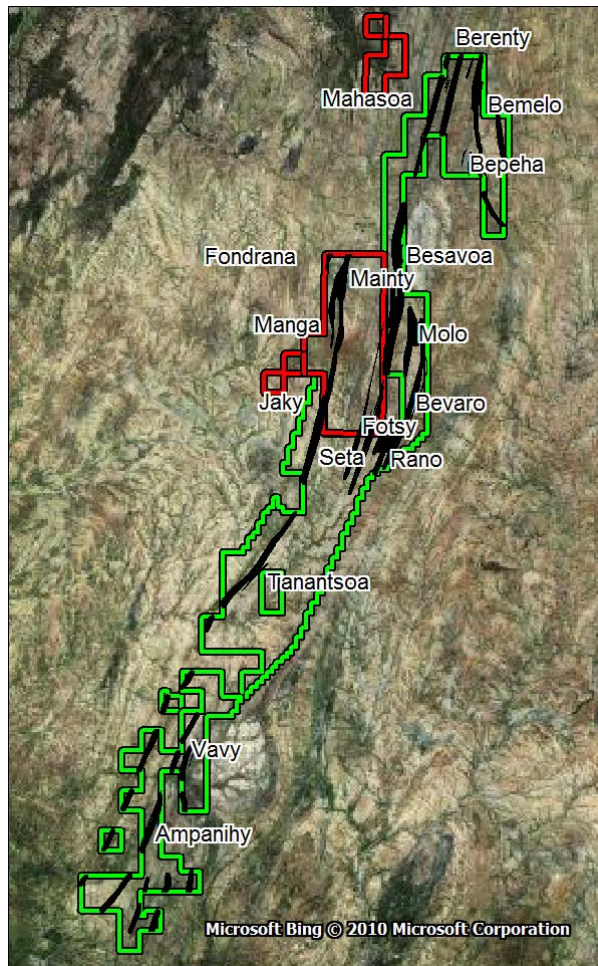 Berenty
Mahasoa
Bemelo
Bepeha
Fondrana
Besavoa
Mainty
Manga
Molo
Jaky
Bevaro
Fotsy
Seta
Rano
Tanantsoa
Vavy
Ampanihy
Microsoft Bing © 2010 Microsoft Corporation